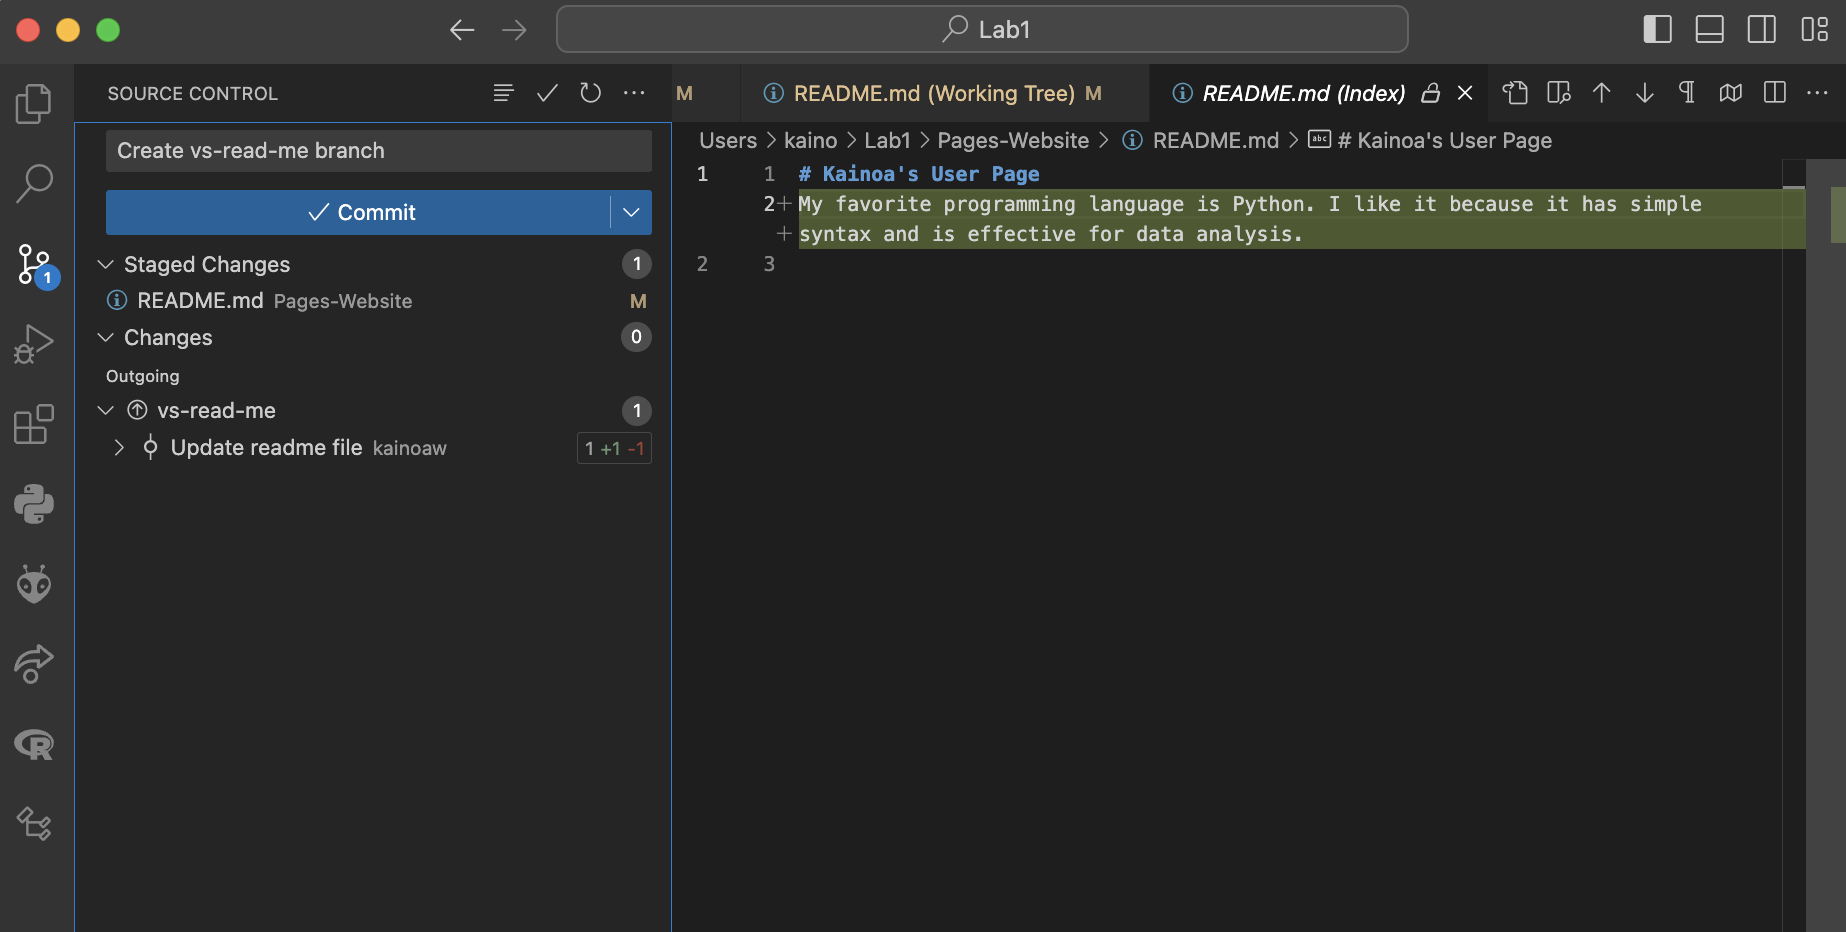 Lab1
SOURCE CONTROL
M
README.md (Working Tree) M
README.md (Index)
Users > kaino > Lab1 > Pages-Website > README.md > # Kainoa's User Page
Create vs-read-me branch
Commit
Staged Changes 1
README.md Pages-Website M
Changes 0
Outgoing
vs-read-me 1
Update readme file kainoaw 1 +1 -1
1
1 1 # Kainoa's User Page
2+ My favorite programming language is Python. I like it because it has simple
+ syntax and is effective for data analysis.
2 3
abc
R